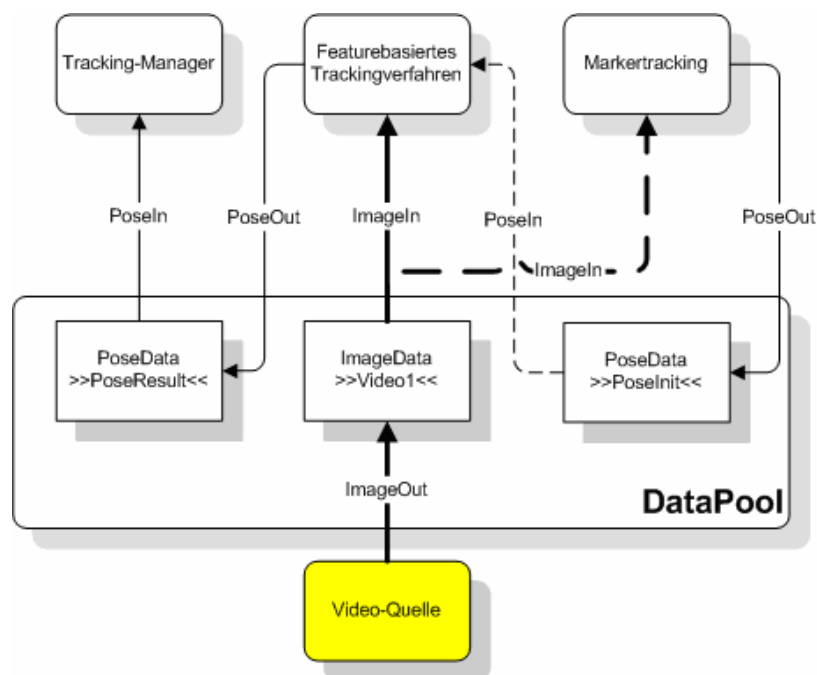 Tracking-Manager
Featurebasiertes
Trackingverfahren
Markertracking
PoseIn
PoseOut
ImageIn
PoseIn
PoseOut
ImageIn
PoseData
>>PoseResult<<
ImageData
>>Video1<<
PoseData
>>PoseInit<<
ImageOut
DataPool
Video-Quelle